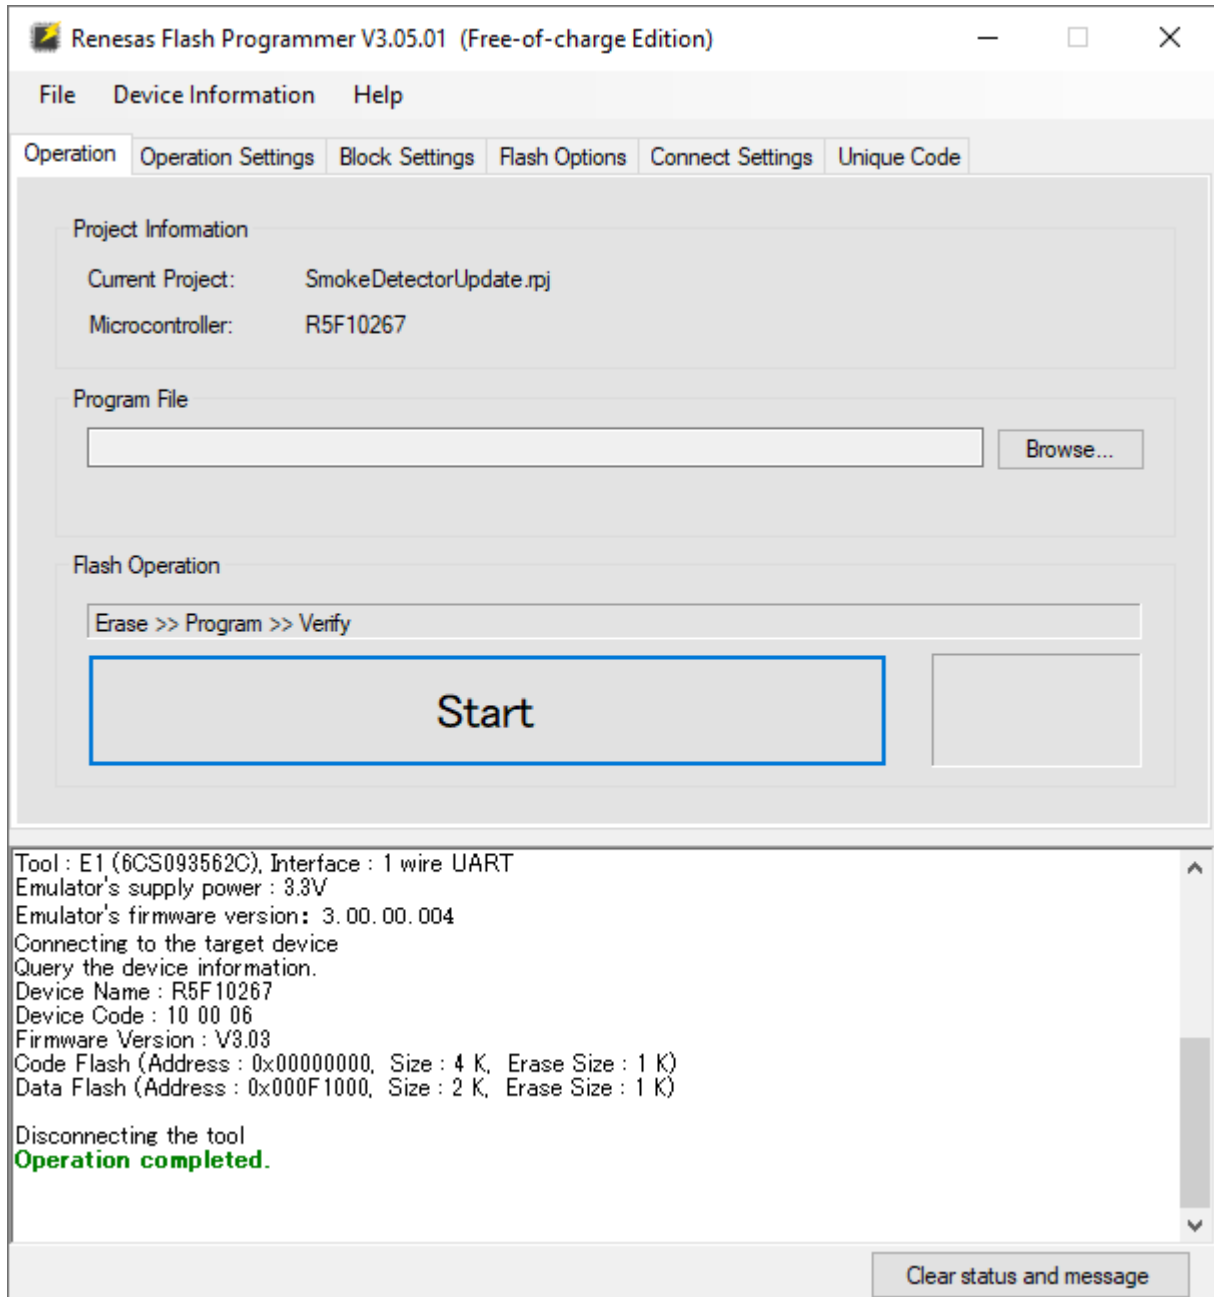 Renesas Flash Programmer V3.05.01 (Free-of-charge Edition)
File Device Information Help
Operation Operation Settings Block Settings Flash Options Connect Settings Unique Code
Project Information
Current Project: SmokeDetectorUpdate.rpj
Microcontroller: R5F10267
Program File
Browse...
Flash Operation
Erase >> Program >> Verify
Start
Tool : E1 (6CS093562C), Interface : 1 wire UART
Emulator's supply power : 3.3V
Emulator's firmware version: 3.00.00.004
Connecting to the target device
Query the device information.
Device Name : R5F10267
Device Code : 10 00 06
Firmware Version : V3.03
Code Flash (Address : 0x00000000, Size : 4 K, Erase Size : 1 K)
Data Flash (Address : 0x000F1000, Size : 2 K, Erase Size : 1 K)
Disconnecting the tool
Operation completed.
Clear status and message